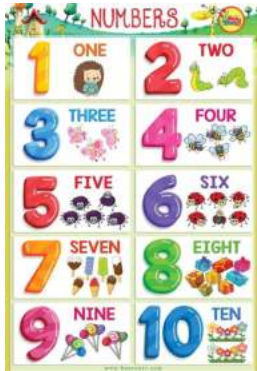 NUMBERS
1 ONE
2 TWO
3 THREE
4 FOUR
5 FIVE
6 SIX
7 SEVEN
8 EIGHT
9 NINE
10 TEN